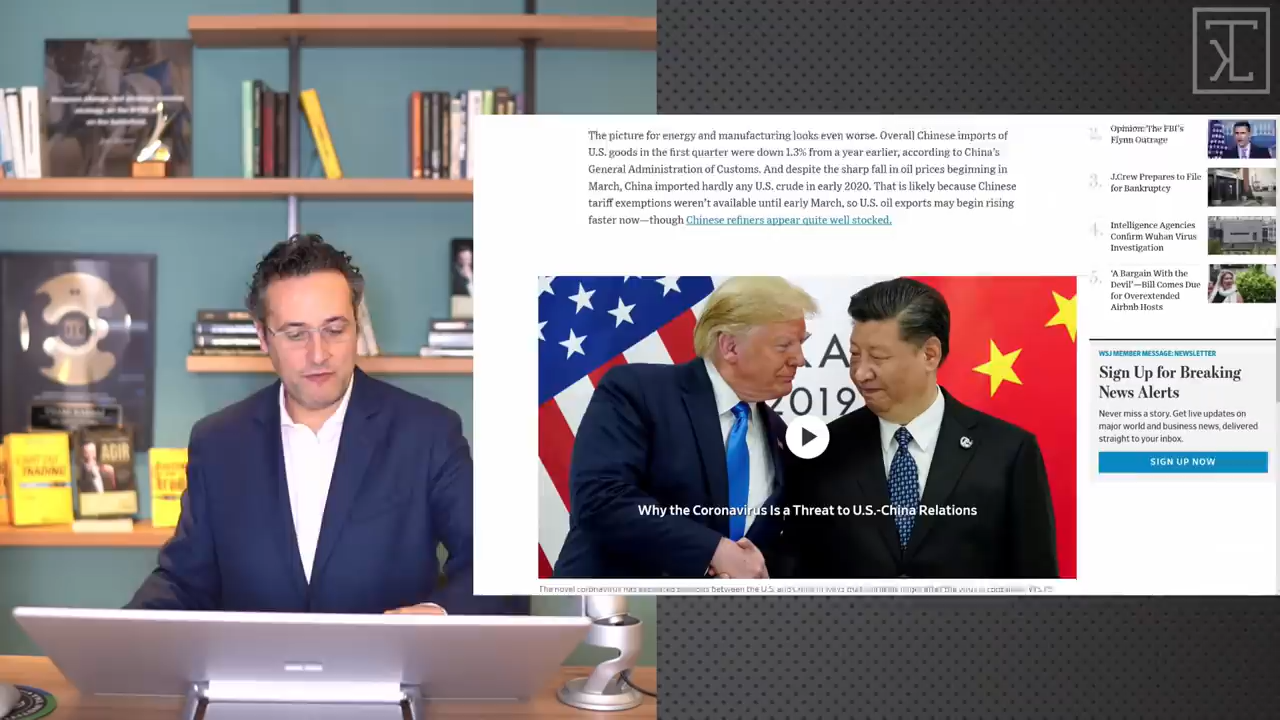 The picture for energy and manufacturing looks even worse. Overall Chinese imports of
U.S. goods in the first quarter were down 1.3% from a year earlier, according to China's
General Administration of Customs. And despite the sharp fall in oil prices beginning in
March, China imported hardly any U.S. crude in early 2020. That is likely because Chinese
tariff exemptions weren't available until early March, so U.S. oil exports may begin rising
faster now—though Chinese refiners appear quite well stocked.
2019
Why the Coronavirus Is a Threat to U.S.-China Relations
2.
Opinion: The FBI's
Flynn Outrage
3.
J.Crew Prepares to File
for Bankruptcy
4.
Intelligence Agencies
Confirm Wuhan Virus
Investigation
5.
'A Bargain With the
Devil'—Bill Comes Due
for Overextended
Airbnb Hosts
WSJ MEMBER MESSAGE: NEWSLETTER
Sign Up for Breaking
News Alerts
Never miss a story. Get live updates on
major world and business news, delivered
straight to your inbox.
SIGN UP NOW
TRADING
AGIR